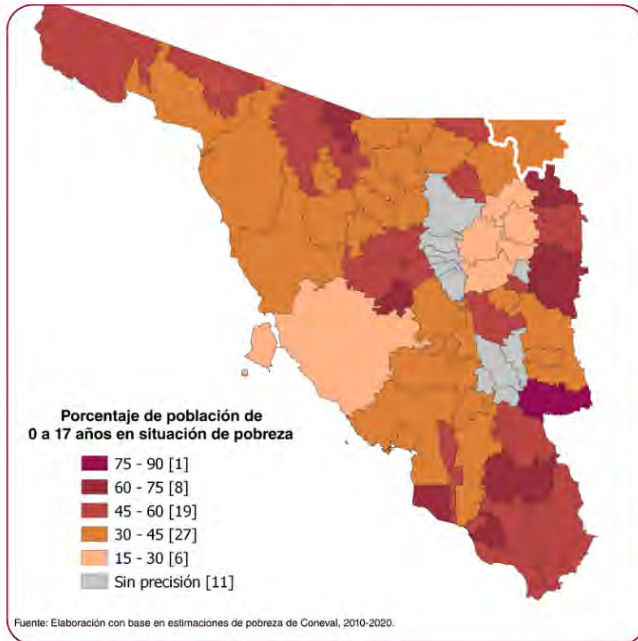 Porcentaje de población de
0 a 17 años en situación de pobreza
75 - 90 [1]
60 - 75 [8]
45 - 60 [19]
30 - 45 [27]
15 - 30 [6]
Sin precisión [11]
Fuente: Elaboración con base en estimaciones de pobreza de Coneval, 2010-2020.